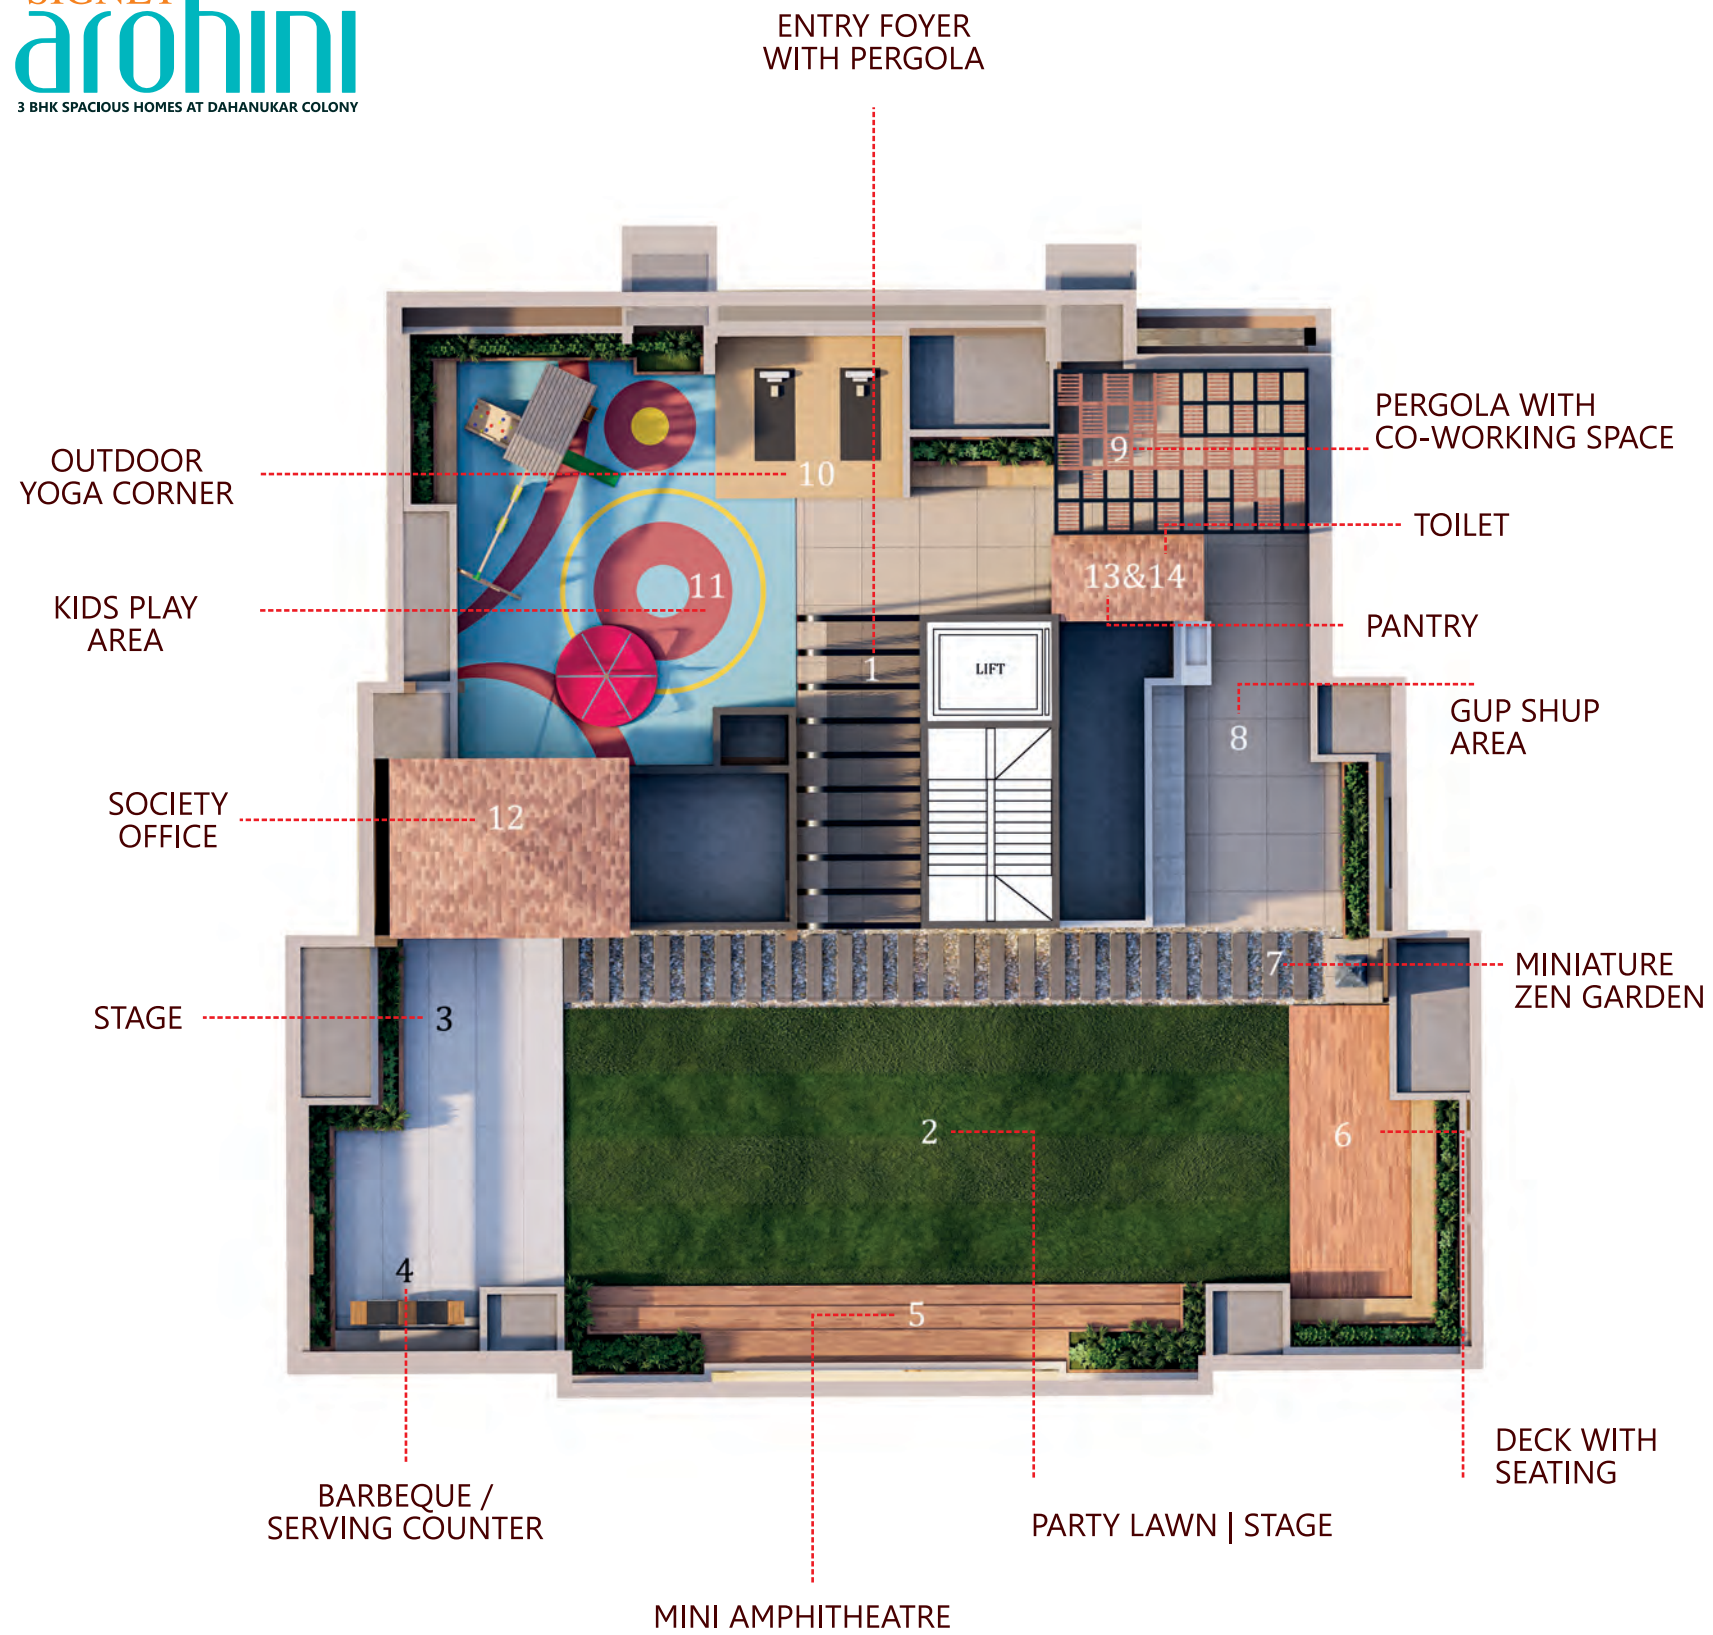 SIGNET
arohini
3 BHK SPACIOUS HOMES AT DAHANUKAR COLONY
ENTRY FOYER
WITH PERGOLA
PERGOLA WITH
CO-WORKING SPACE
9
OUTDOOR
YOGA CORNER
10
TOILET
13&14
KIDS PLAY
AREA
11
PANTRY
1
LIFT
GUP SHUP
AREA
8
SOCIETY
OFFICE
12
MINIATURE
ZEN GARDEN
7
STAGE
3
2
6
4
5
DECK WITH
SEATING
BARBEQUE /
SERVING COUNTER
PARTY LAWN | STAGE
MINI AMPHITHEATRE